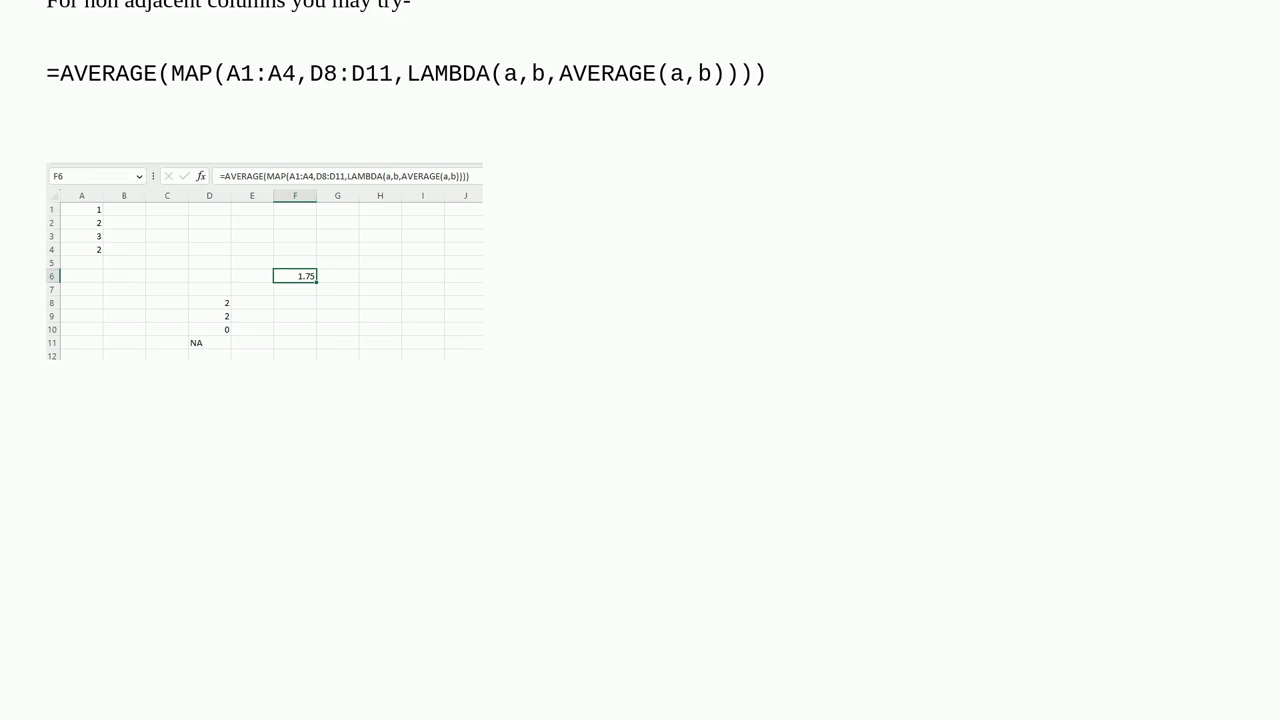 For non adjacent columns you may try-
=AVERAGE(MAP(A1:A4,D8:D11,LAMBDA(a,b,AVERAGE(a,b))))
F6 fx =AVERAGE(MAP(A1:A4,D8:D11,LAMBDA(a,b,AVERAGE(a,b))))
A B C D E F G H I J
1 1
2 2
3 3
4 2
5
6 1.75
7
8 2
9 2
10 0
11 NA
12